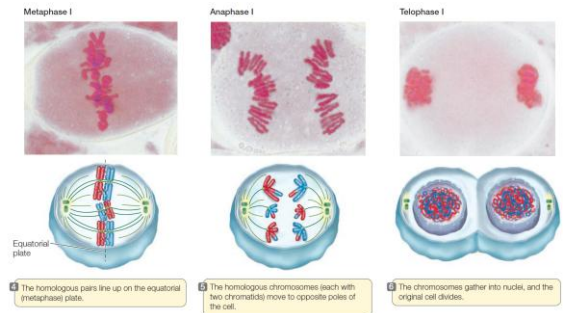 Metaphase I
Anaphase I
Telophase I
Equatorial
plate
4 The homologous pairs line up on the equatorial
(metaphase) plate.
5 The homologous chromosomes (each with
two chromatids) move to opposite poles of
the cell.
6 The chromosomes gather into nuclei, and the
original cell divides.